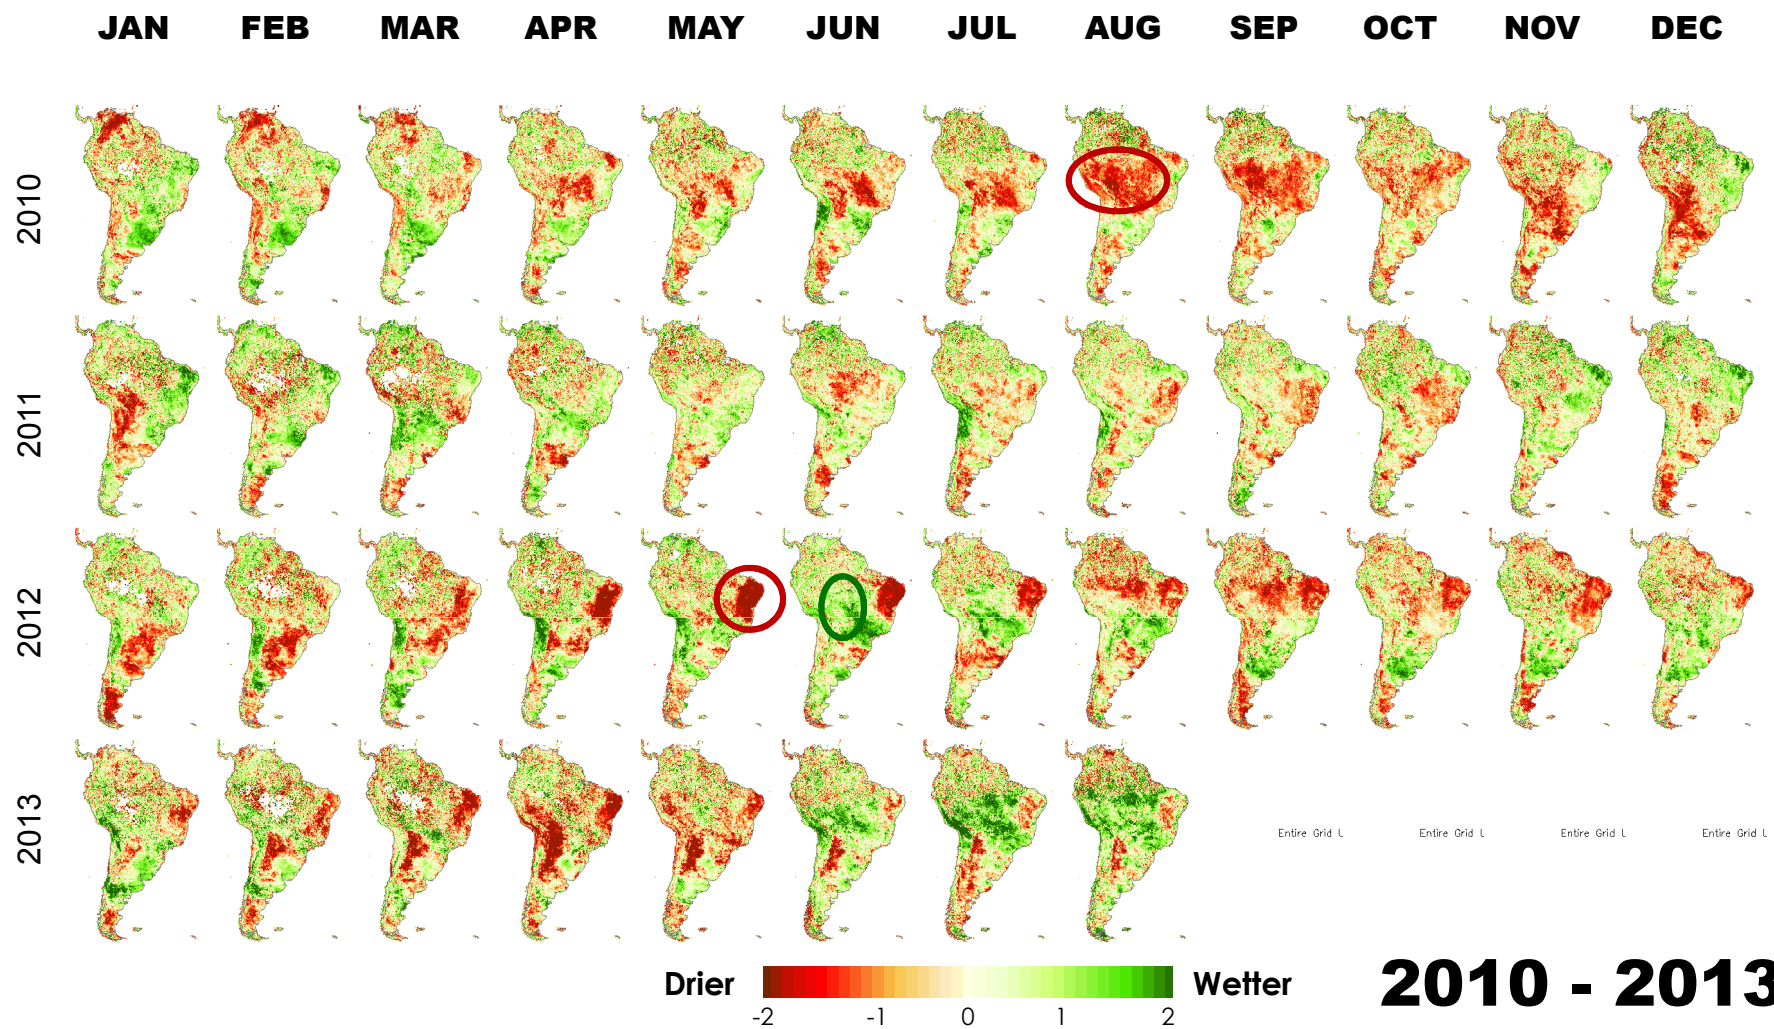 JAN FEB MAR APR MAY JUN JUL AUG SEP OCT NOV DEC
2010
2011
2012
2013
Entire Grid L Entire Grid L Entire Grid L Entire Grid L
Drier Wetter
-2 -1 0 1 2
2010 - 2013